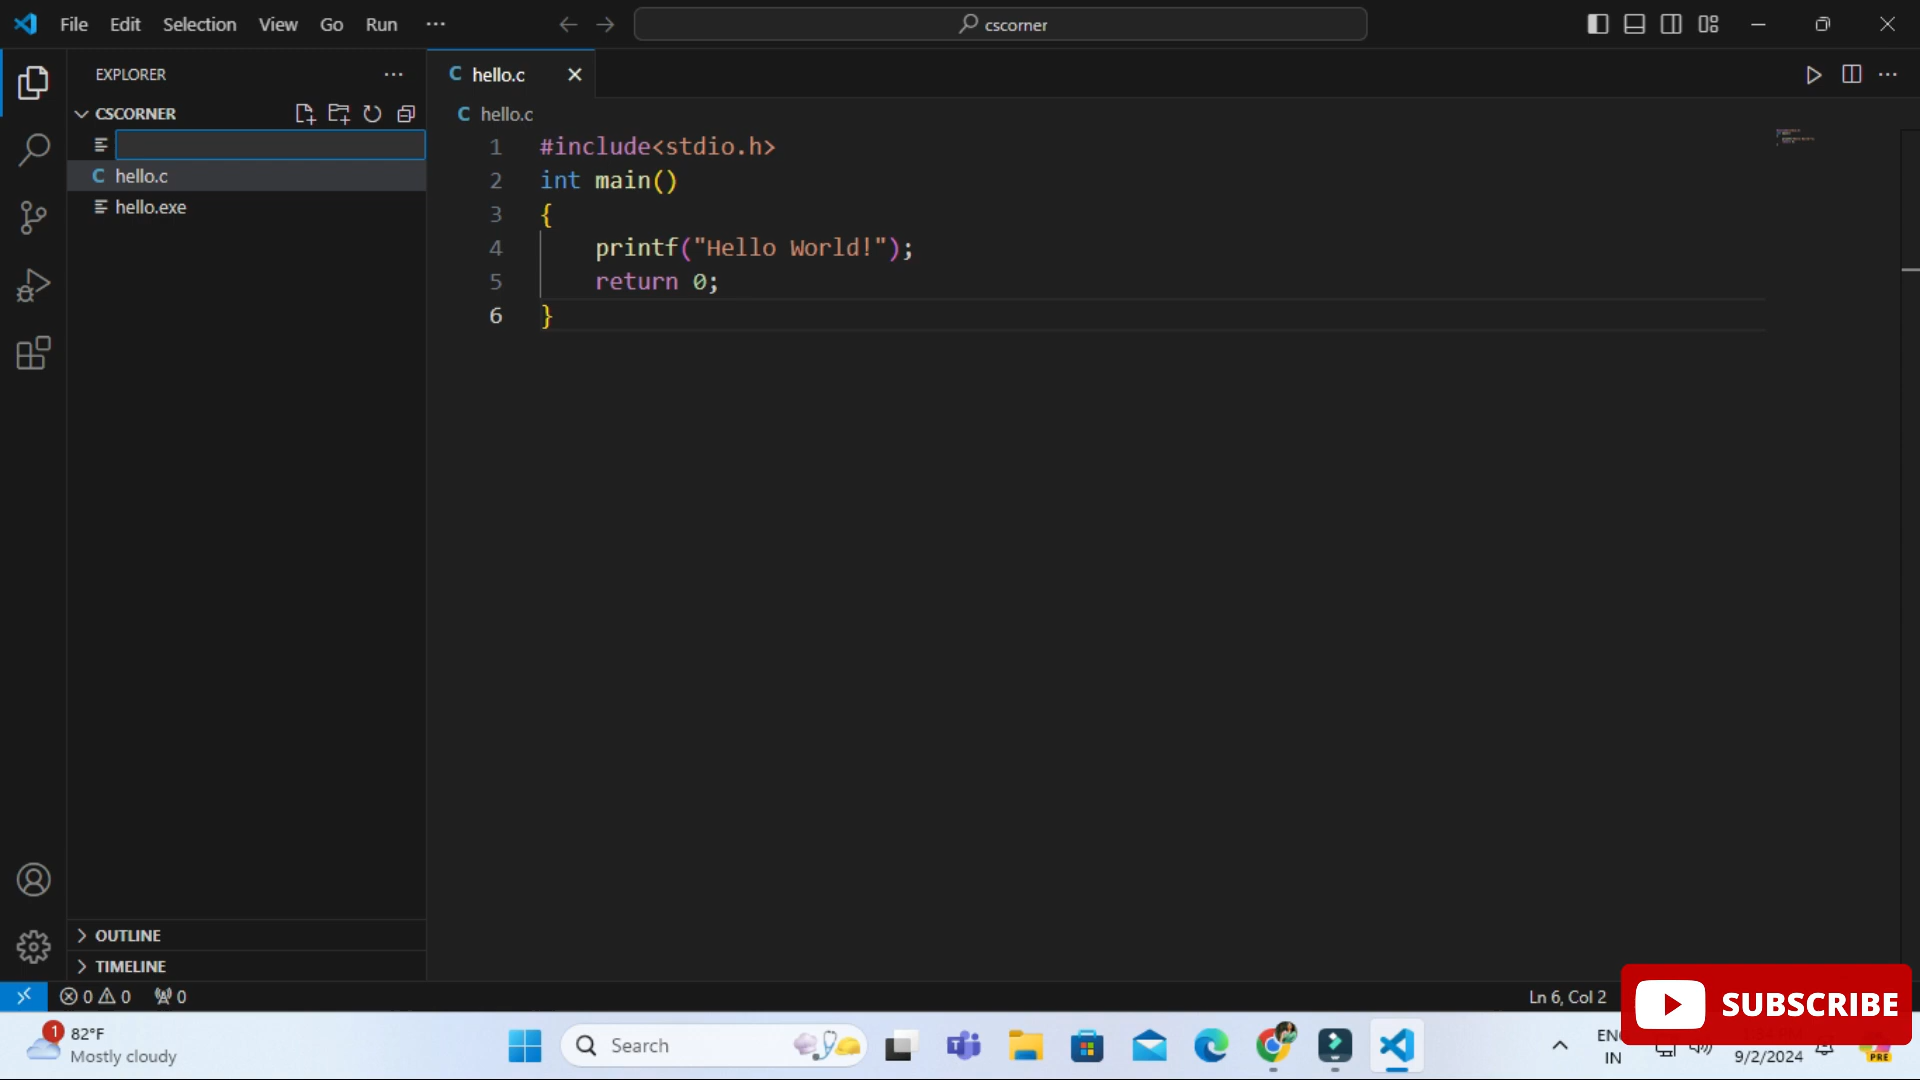 File Edit Selection View Go Run ···
cscorner
EXPLORER
CSCORNER
hello.c
hello.exe
OUTLINE
TIMELINE
hello.c
hello.c
1 #include<stdio.h>
2 int main()
3 {
4 printf("Hello World!");
5 return 0;
6 }
0 0 0
Ln 6, Col 2
SUBSCRIBE
1
82°F
Mostly cloudy
Search
IN
9/2/2024
PRE